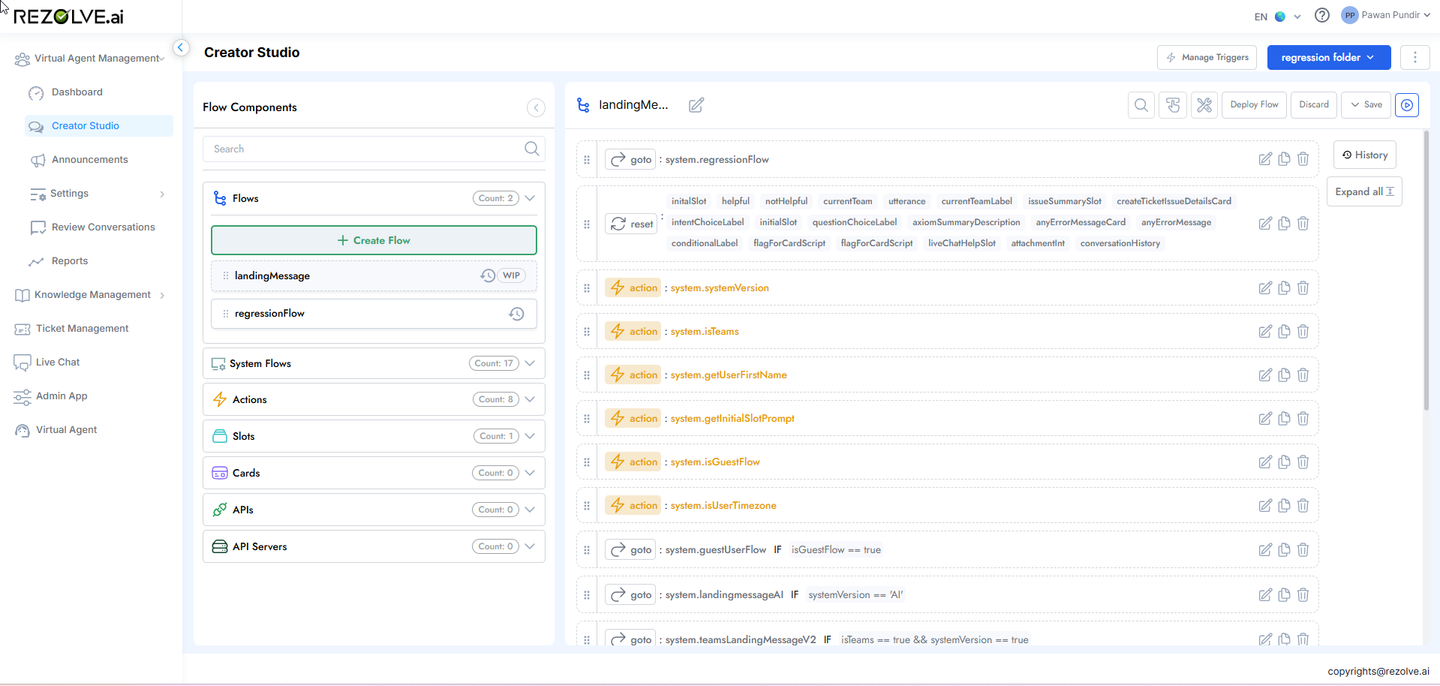 REZOLVE.ai
EN
PP
Pawan Pundir
Virtual Agent Management
Dashboard
Creator Studio
Announcements
Settings
Review Conversations
Reports
Knowledge Management
Ticket Management
Live Chat
Admin App
Virtual Agent
Creator Studio
Manage Triggers
regression folder
Flow Components
Search
Flows
Count: 2
+ Create Flow
landingMessage
WIP
regressionFlow
System Flows
Count: 17
Actions
Count: 8
Slots
Count: 1
Cards
Count: 0
APIs
Count: 0
API Servers
Count: 0
landingMe...
Deploy Flow
Discard
Save
History
Expand all
goto : system.regressionFlow
reset :
initalSlot helpful notHelpful currentTeam utterance currentTeamLabel issueSummarySlot createTicketIssueDetailsCard
intentChoiceLabel initialSlot questionChoiceLabel axiomSummaryDescription anyErrorMessageCard anyErrorMessage
conditionalLabel flagForCardScript flagForCardScript liveChatHelpSlot attachmentInt conversationHistory
action : system.systemVersion
action : system.isTeams
action : system.getUserFirstName
action : system.getInitialSlotPrompt
action : system.isGuestFlow
action : system.isUserTimezone
goto : system.guestUserFlow IF isGuestFlow == true
goto : system.landingmessageAI IF systemVersion == 'AI'
goto : system.teamsLandingMessageV2 IF isTeams == true && systemVersion == true
copyrights@rezolve.ai